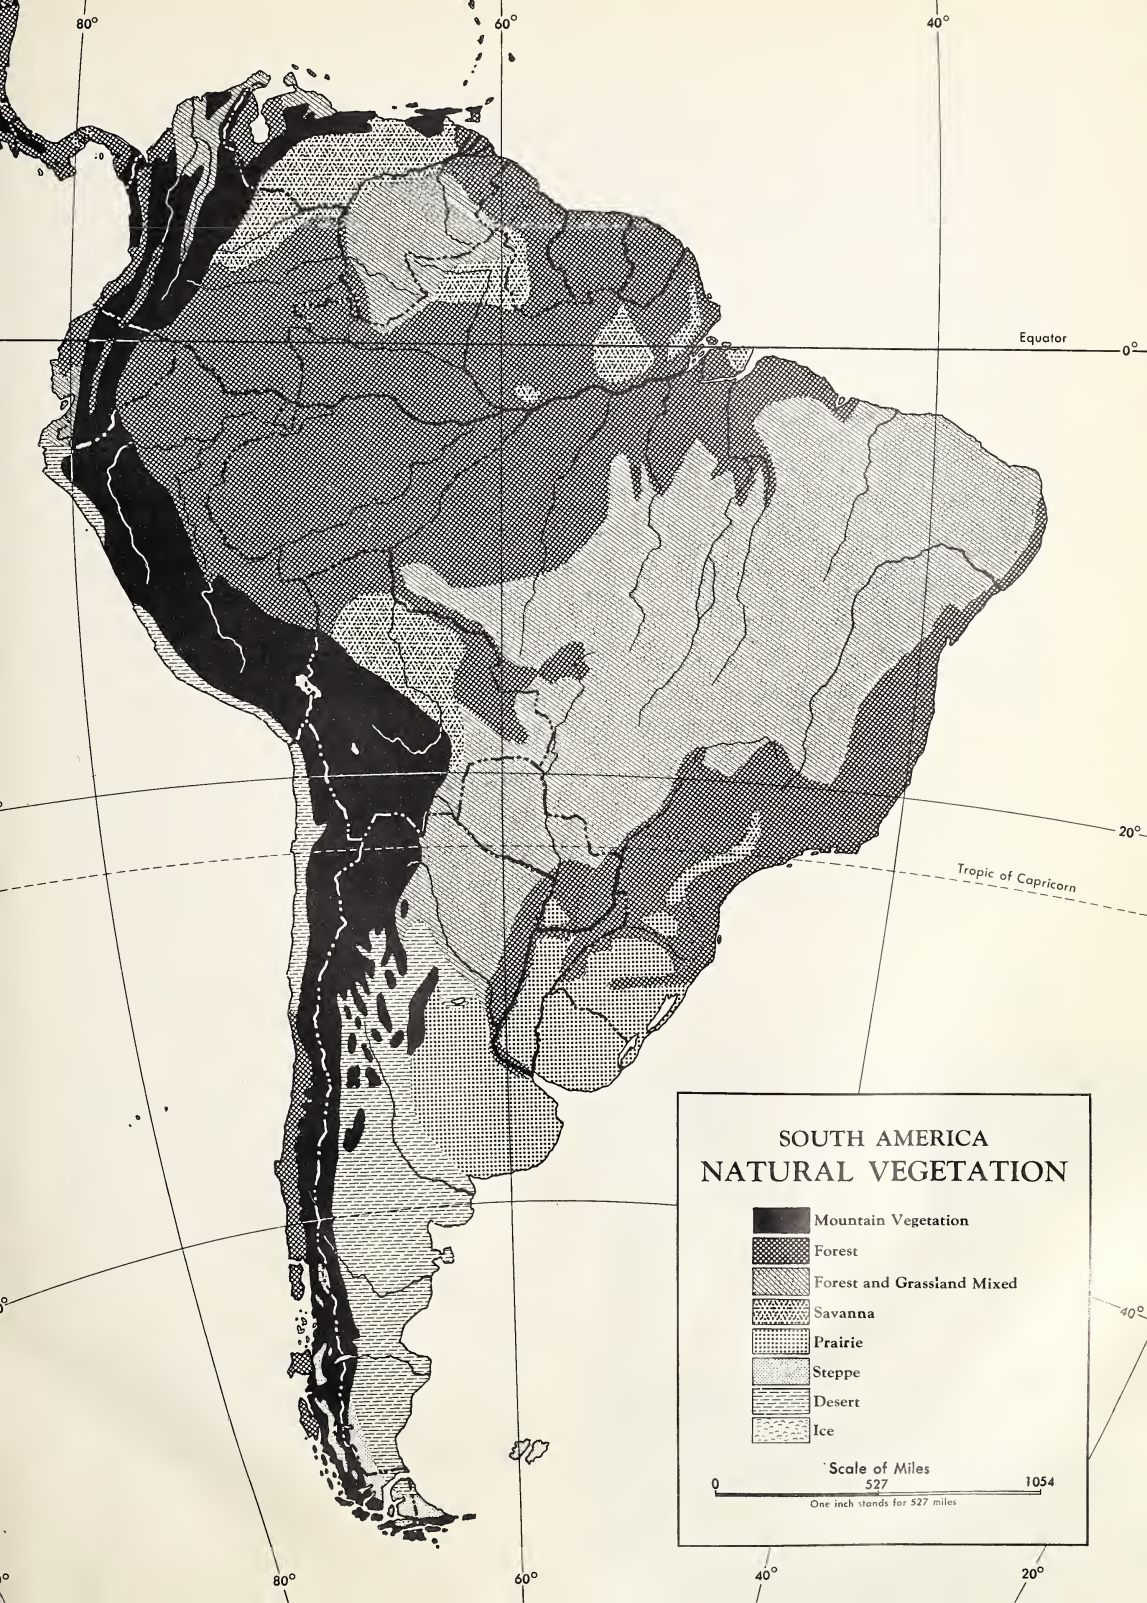 80°
60°
40°
Equator
0°
20°
Tropic of Capricorn
SOUTH AMERICA
NATURAL VEGETATION
Mountain Vegetation
Forest
Forest and Grassland Mixed
Savanna
Prairie
Steppe
Desert
Ice
Scale of Miles
0 527 1054
One inch stands for 527 miles
40°
80°
60°
40°
20°